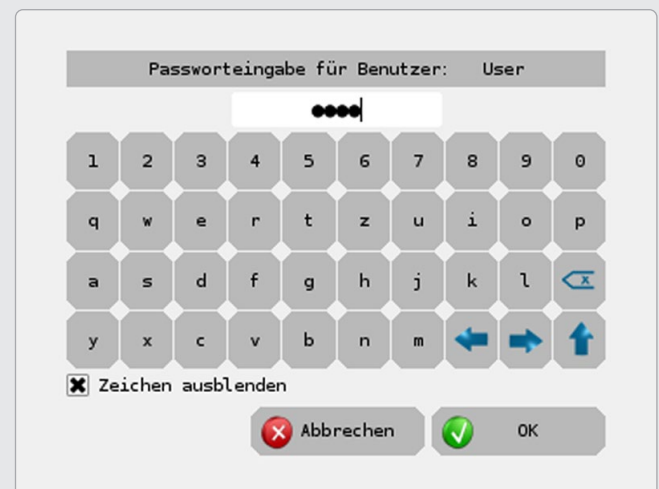 Passworteingabe für Benutzer: User
●●●●
1 2 3 4 5 6 7 8 9 0
q w e r t z u i o p
a s d f g h j k l x
y x c v b n m
Zeichen ausblenden
Abbrechen OK